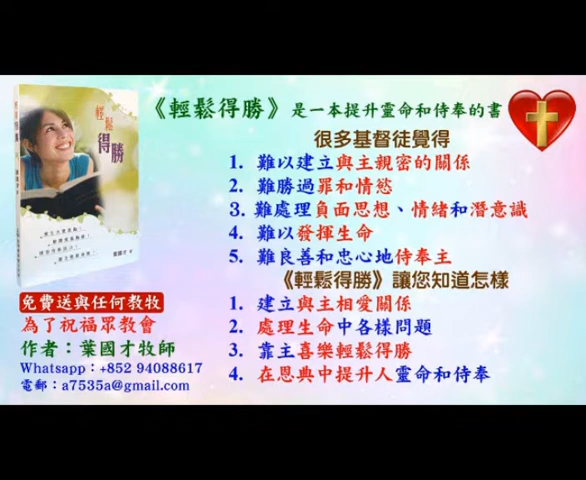 《輕鬆得勝》是一本提升靈命和侍奉的書
很多基督徒覺得
1. 難以建立與主親密的關係
2. 難勝過罪和情慾
3. 難處理負面思想、情緒和潛意識
4. 難以發揮生命
5. 難良善和忠心地侍奉主
《輕鬆得勝》讓您知道怎樣
1. 建立與主相愛關係
2. 處理生命中各樣問題
3. 靠主喜樂輕鬆得勝
4. 在恩典中提升人靈命和侍奉
輕鬆
得勝
葉國才 著
免費送與任何教牧
為了祝福眾教會
作者：葉國才牧師
Whatsapp：+852 94088617
電郵：a7535a@gmail.com